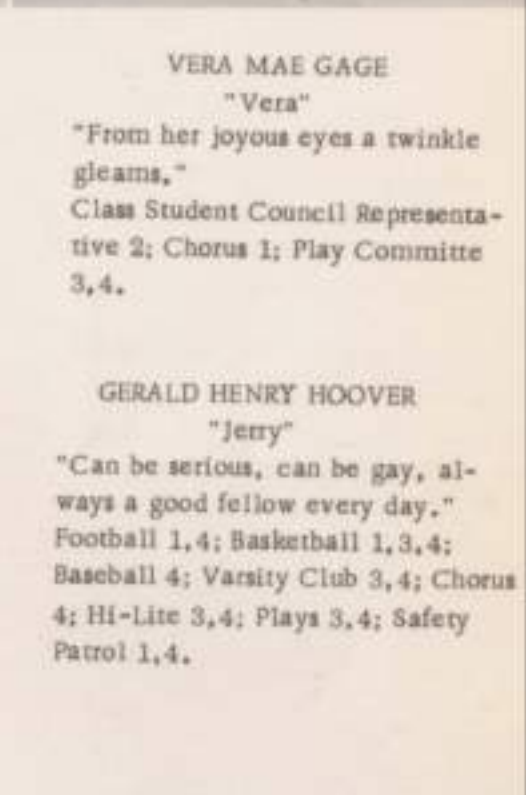 VERA MAE GAGE
"Vera"
"From her joyous eyes a twinkle
gleams."
Class Student Council Representa-
tive 2; Chorus 1; Play Committe
3,4.
GERALD HENRY HOOVER
"Jerry"
"Can be serious, can be gay, al-
ways a good fellow every day."
Football 1,4; Basketball 1,3,4;
Baseball 4; Varsity Club 3,4; Chorus
4; Hi-Lite 3,4; Plays 3,4; Safety
Patrol 1,4.